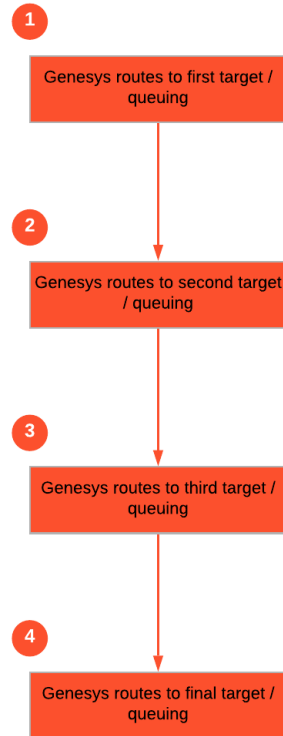 1
Genesys routes to first target /
queuing
2
Genesys routes to second target
/ queuing
3
Genesys routes to third target /
queuing
4
Genesys routes to final target /
queuing